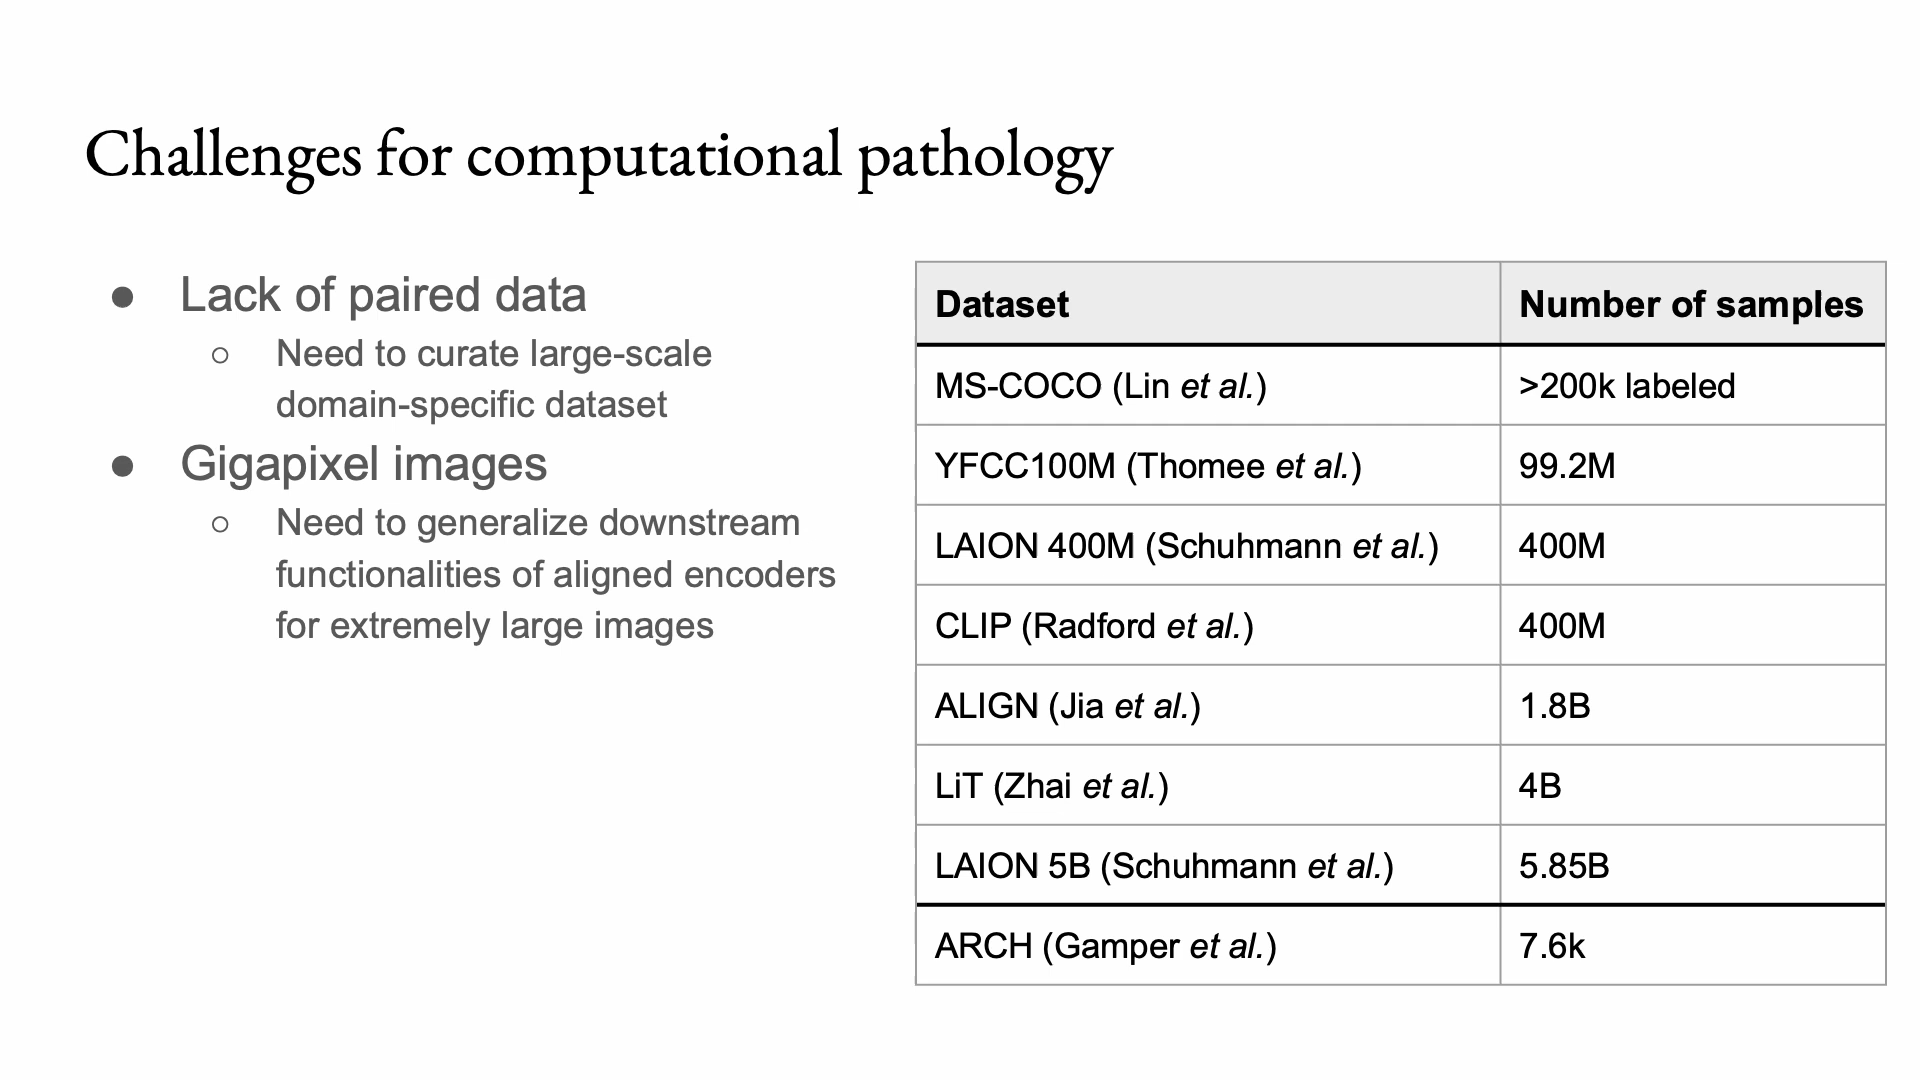 Challenges for computational pathology
● Lack of paired data
○ Need to curate large-scale
domain-specific dataset
● Gigapixel images
○ Need to generalize downstream
functionalities of aligned encoders
for extremely large images
Dataset Number of samples
MS-COCO (Lin et al.) >200k labeled
YFCC100M (Thomee et al.) 99.2M
LAION 400M (Schuhmann et al.) 400M
CLIP (Radford et al.) 400M
ALIGN (Jia et al.) 1.8B
LiT (Zhai et al.) 4B
LAION 5B (Schuhmann et al.) 5.85B
ARCH (Gamper et al.) 7.6k